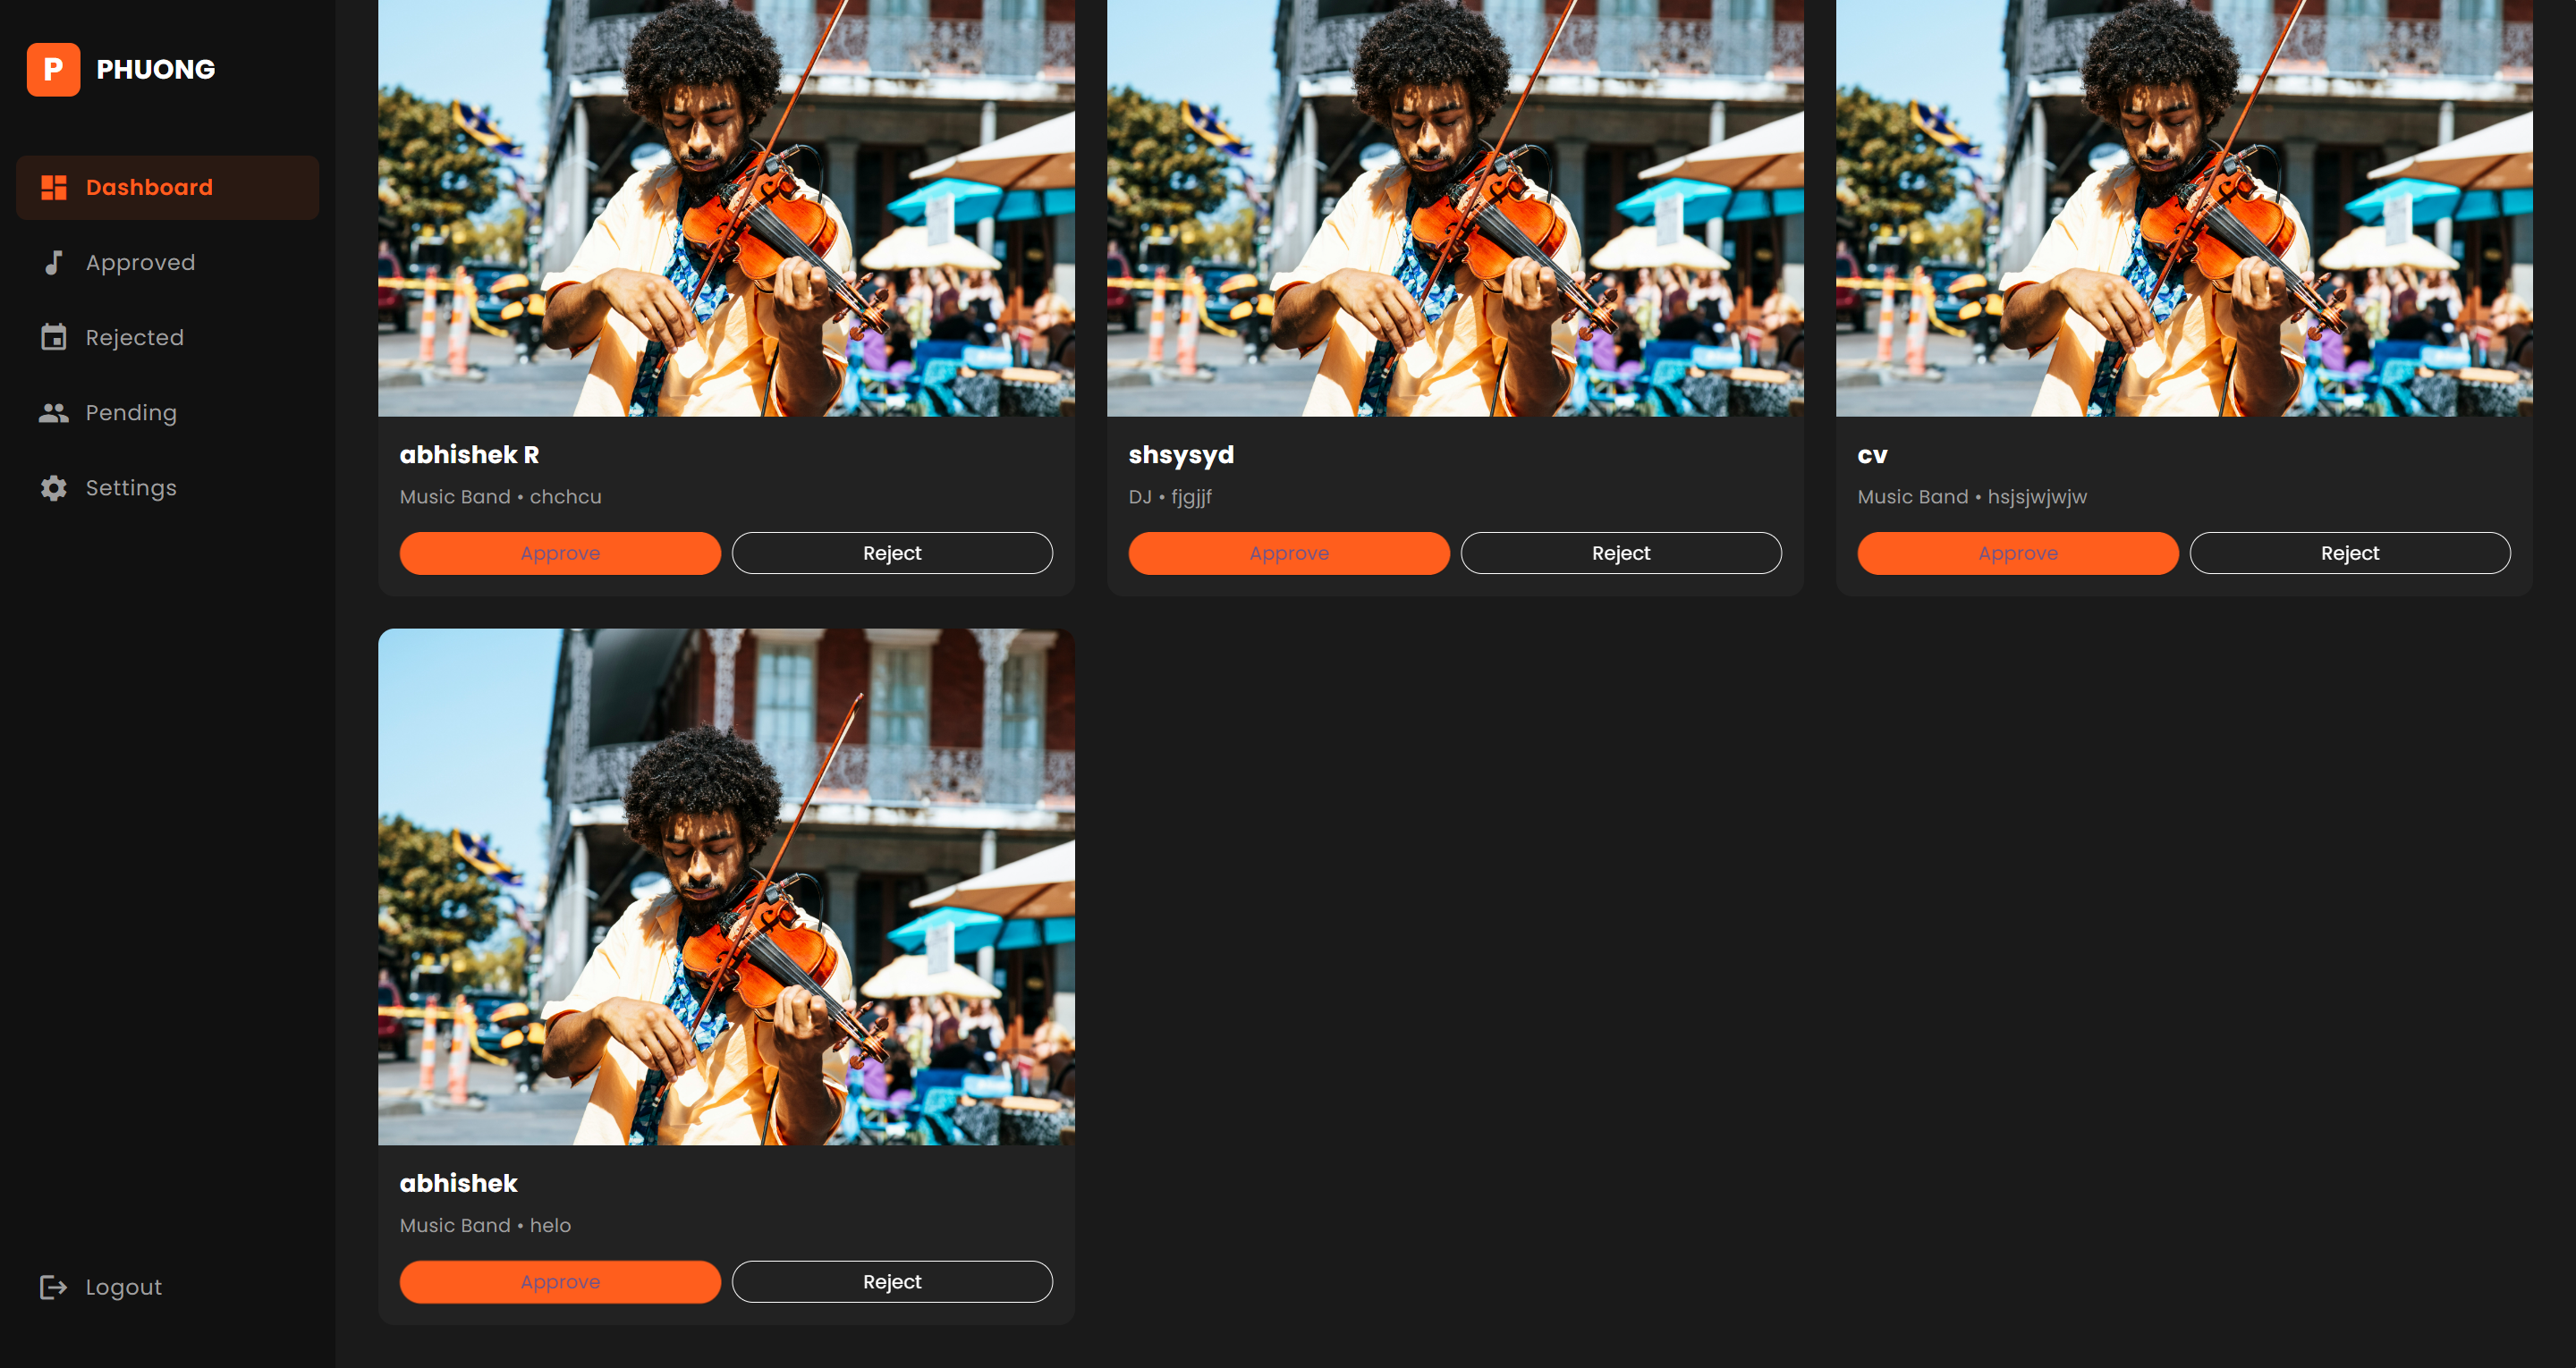 P PHUONG
Dashboard
Approved
Rejected
Pending
Settings
Logout
abhishek R
Music Band • chchcu
Approve Reject
shsysyd
DJ • fjgjjf
Approve Reject
cv
Music Band • hsjsjwjwjw
Approve Reject
abhishek
Music Band • helo
Approve Reject